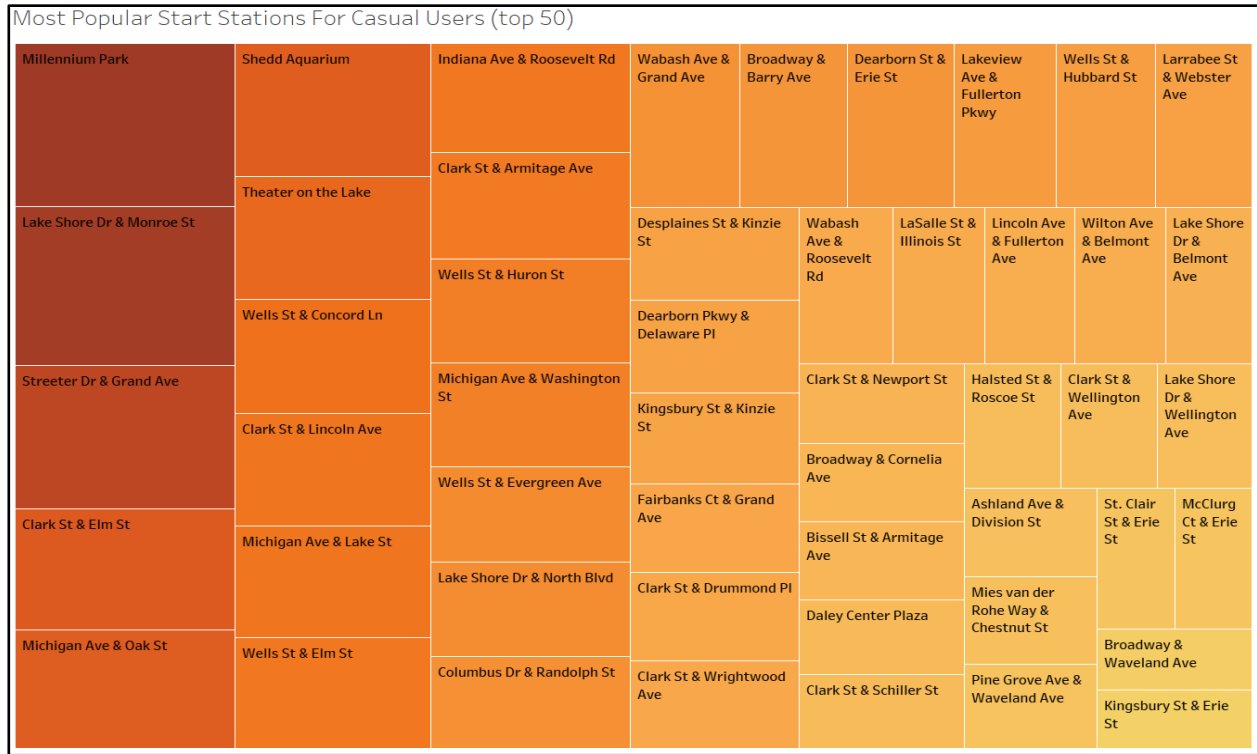 Most Popular Start Stations For Casual Users (top 50)
Millennium Park
Lake Shore Dr & Monroe St
Streeter Dr & Grand Ave
Clark St & Elm St
Michigan Ave & Oak St
Shedd Aquarium
Theater on the Lake
Wells St & Concord Ln
Clark St & Lincoln Ave
Michigan Ave & Lake St
Wells St & Elm St
Indiana Ave & Roosevelt Rd
Clark St & Armitage Ave
Wells St & Huron St
Michigan Ave & Washington
St
Wells St & Evergreen Ave
Lake Shore Dr & North Blvd
Columbus Dr & Randolph St
Wabash Ave &
Grand Ave
Broadway &
Barry Ave
Dearborn St &
Erie St
Lakeview
Ave &
Fullerton
Pkwy
Wells St &
Hubbard St
Larrabee St
& Webster
Ave
Desplaines St & Kinzie
St
Dearborn Pkwy &
Delaware Pl
Kingsbury St & Kinzie
St
Fairbanks Ct & Grand
Ave
Clark St & Drummond Pl
Clark St & Wrightwood
Ave
Wabash
Ave &
Roosevelt
Rd
LaSalle St &
Illinois St
Lincoln Ave
& Fullerton
Ave
Wilton Ave
& Belmont
Ave
Lake Shore
Dr &
Belmont
Ave
Clark St & Newport St
Broadway & Cornelia
Ave
Bissell St & Armitage
Ave
Daley Center Plaza
Clark St & Schiller St
Halsted St &
Roscoe St
Clark St &
Wellington
Ave
Lake Shore
Dr &
Wellington
Ave
Ashland Ave &
Division St
Mies van der
Rohe Way &
Chestnut St
Pine Grove Ave &
Waveland Ave
St. Clair
St & Erie
St
McClurg
Ct & Erie
St
Broadway &
Waveland Ave
Kingsbury St & Erie
St